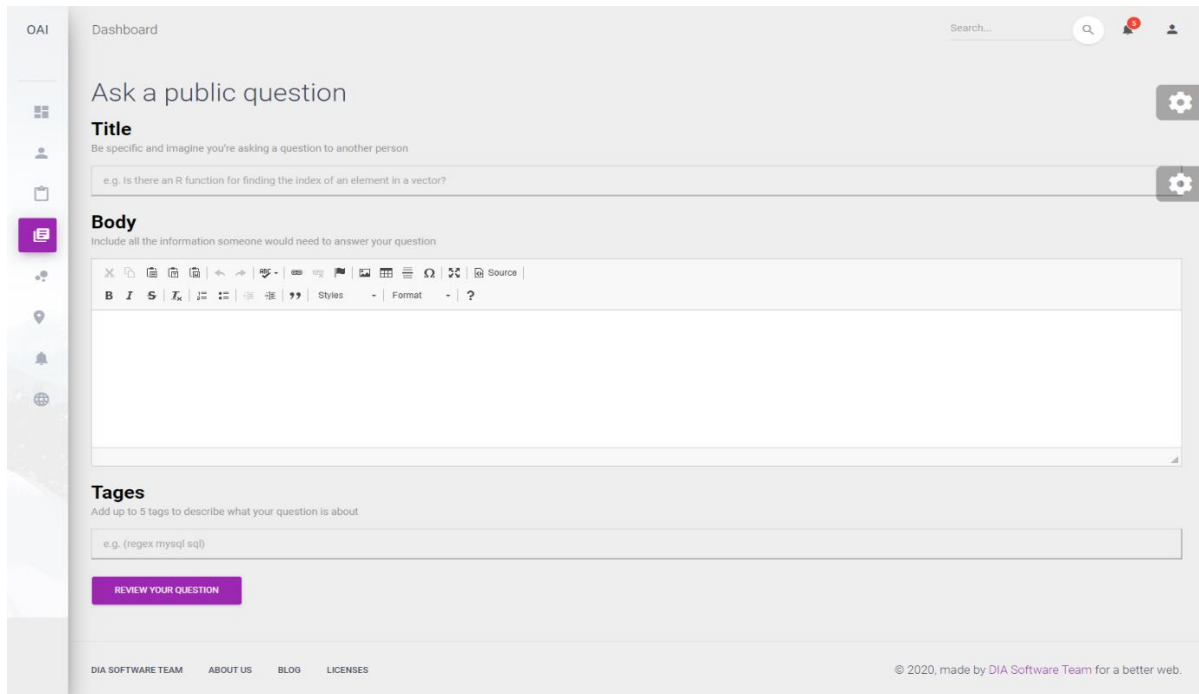 OAI
Dashboard
Search...
5
Ask a public question
Title
Be specific and imagine you're asking a question to another person
e.g. Is there an R function for finding the index of an element in a vector?
Body
Include all the information someone would need to answer your question
ABC Ω Source
B I S Tx Styles Format ?
Tages
Add up to 5 tags to describe what your question is about
e.g. (regex mysql sql)
REVIEW YOUR QUESTION
DIA SOFTWARE TEAM ABOUT US BLOG LICENSES © 2020, made by DIA Software Team for a better web.